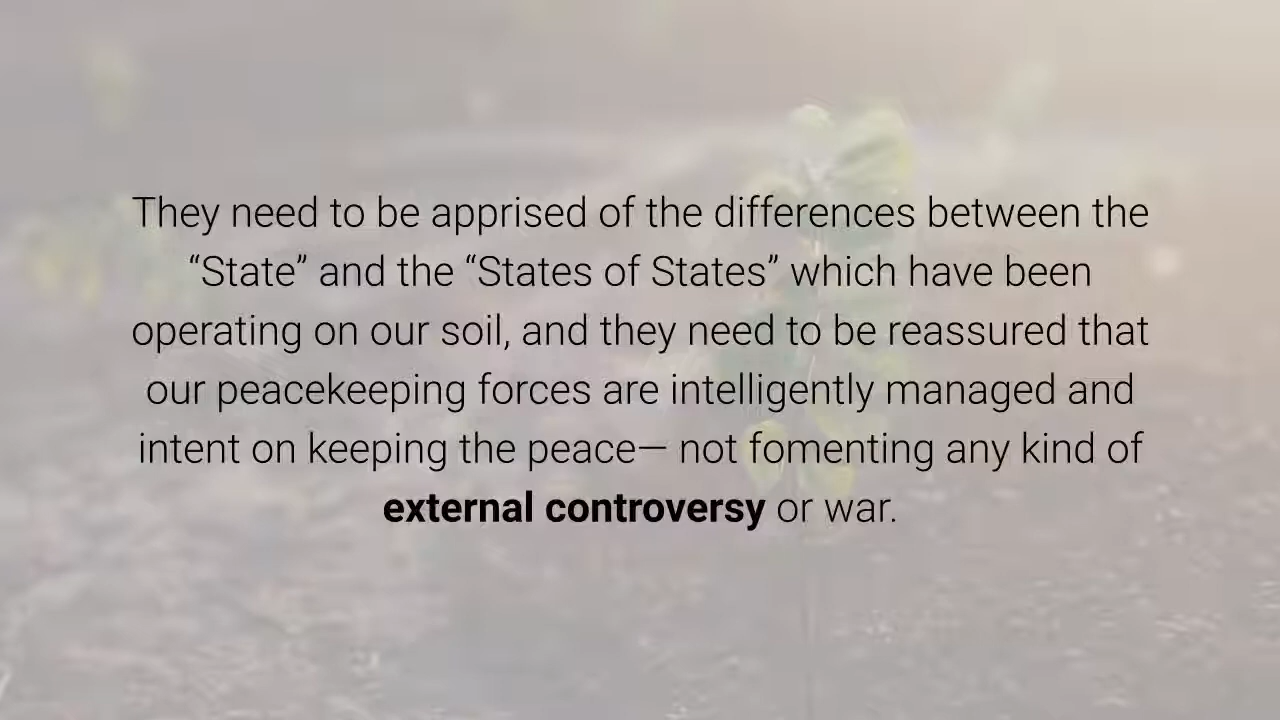 They need to be apprised of the differences between the
“State” and the “States of States” which have been
operating on our soil, and they need to be reassured that
our peacekeeping forces are intelligently managed and
intent on keeping the peace— not fomenting any kind of
external controversy or war.